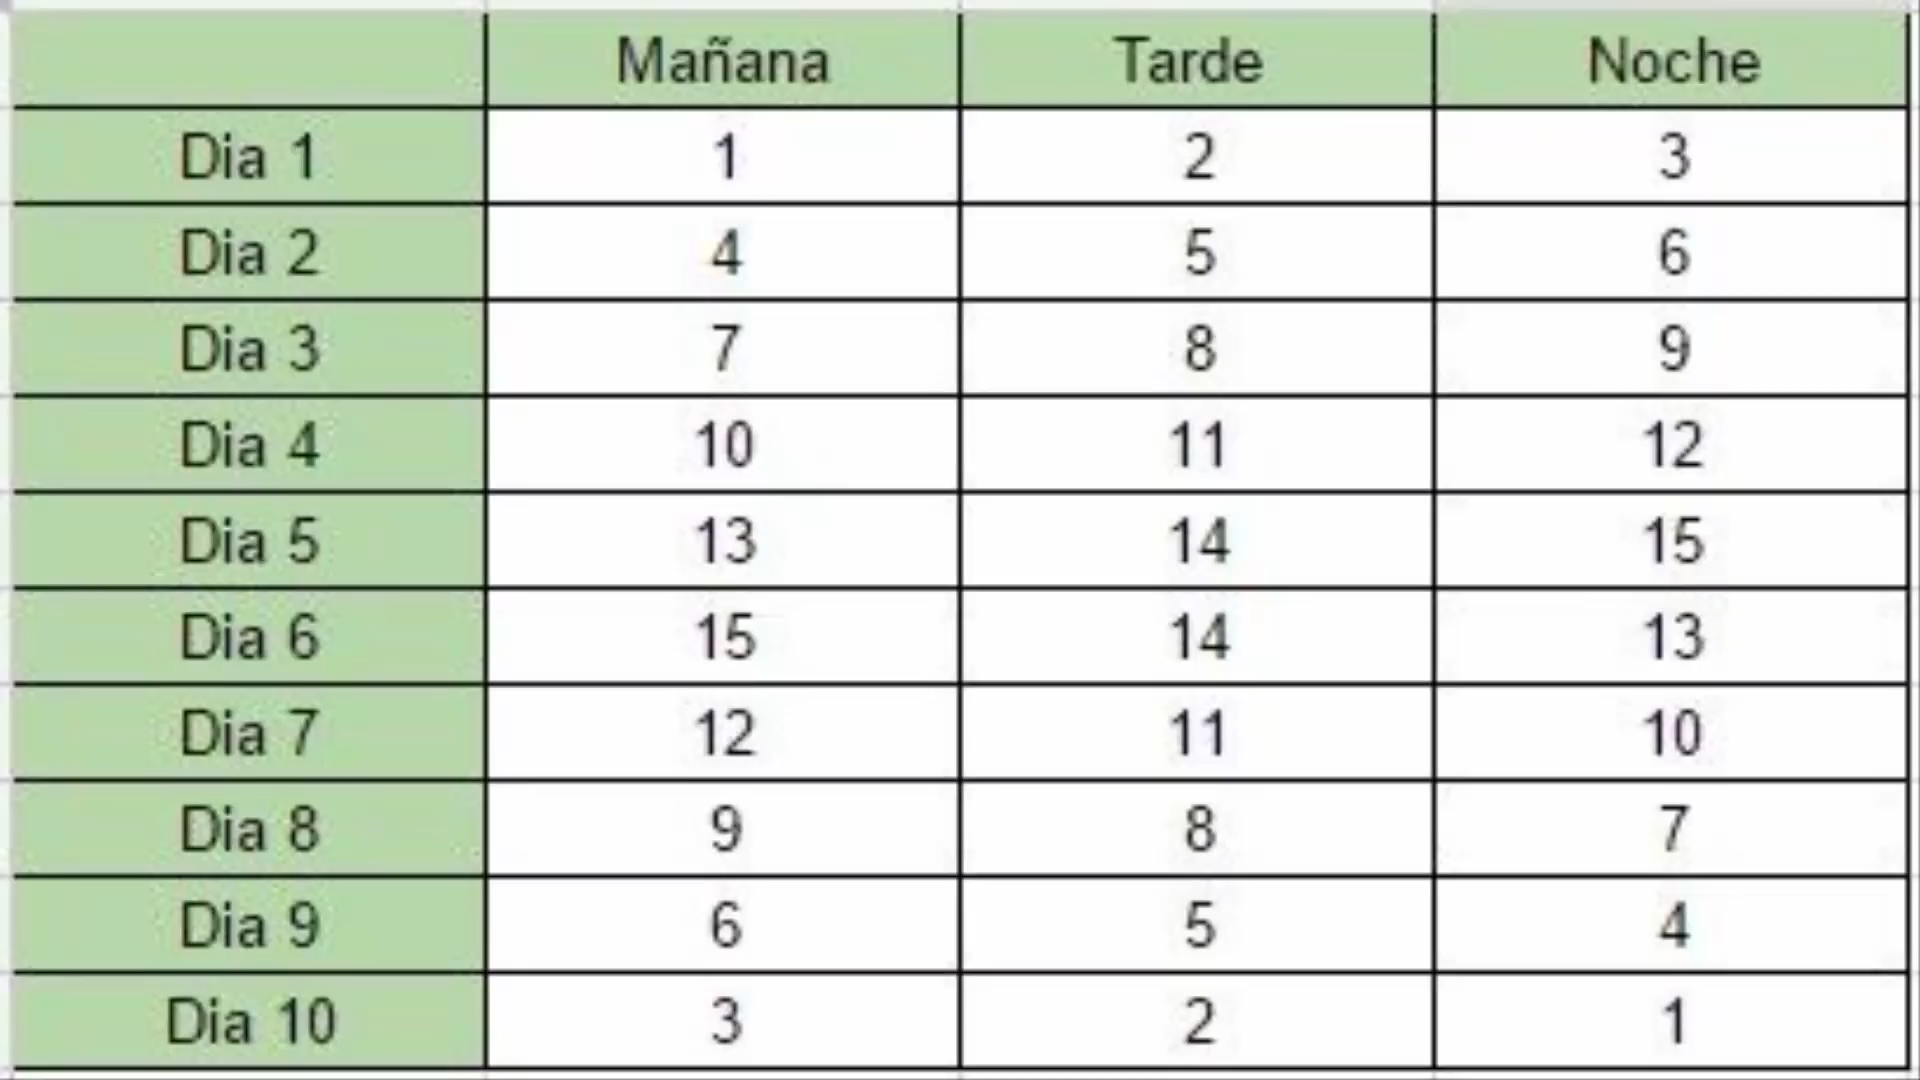 Mañana Tarde Noche
Dia 1 1 2 3
Dia 2 4 5 6
Dia 3 7 8 9
Dia 4 10 11 12
Dia 5 13 14 15
Dia 6 15 14 13
Dia 7 12 11 10
Dia 8 9 8 7
Dia 9 6 5 4
Dia 10 3 2 1